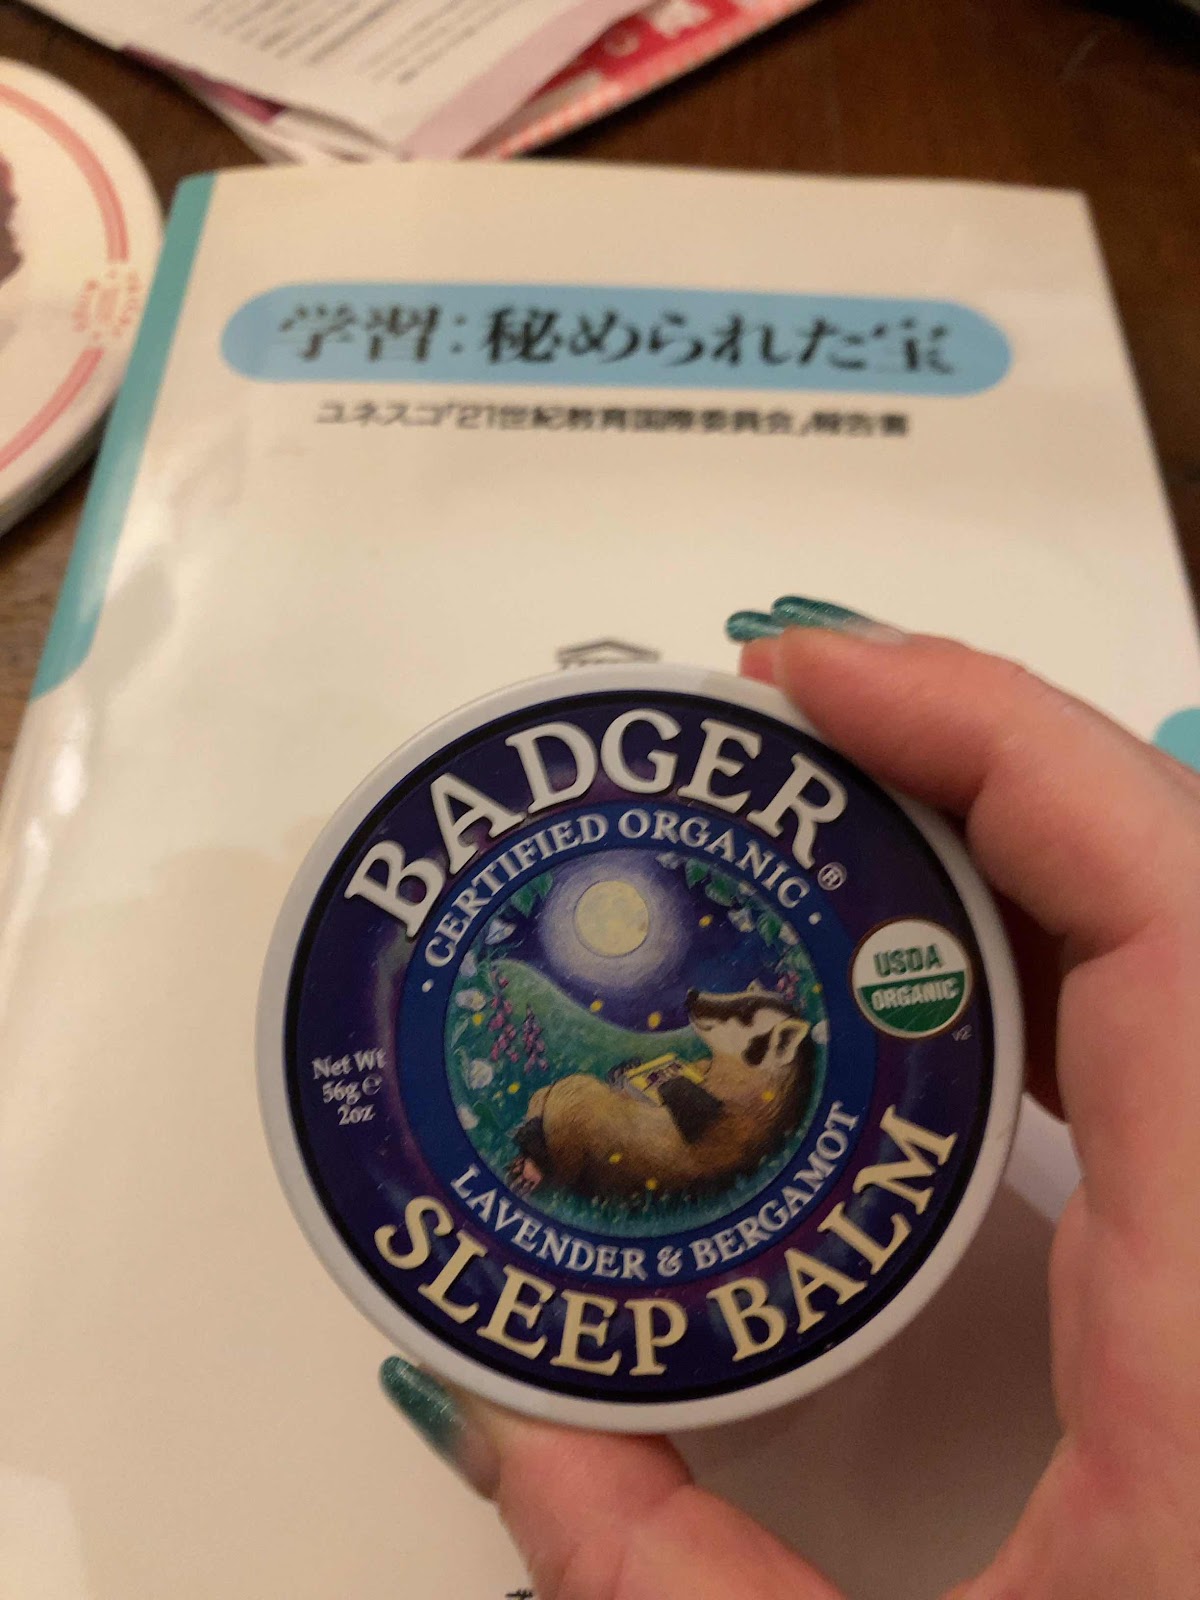 学習:秘められた宝
ユネスコ「21世紀教育国際委員会」報告書
BADGER®
· CERTIFIED ORGANIC ·
USDA
ORGANIC
v2
Net Wt
56g ℮
2oz
LAVENDER & BERGAMOT
SLEEP BALM